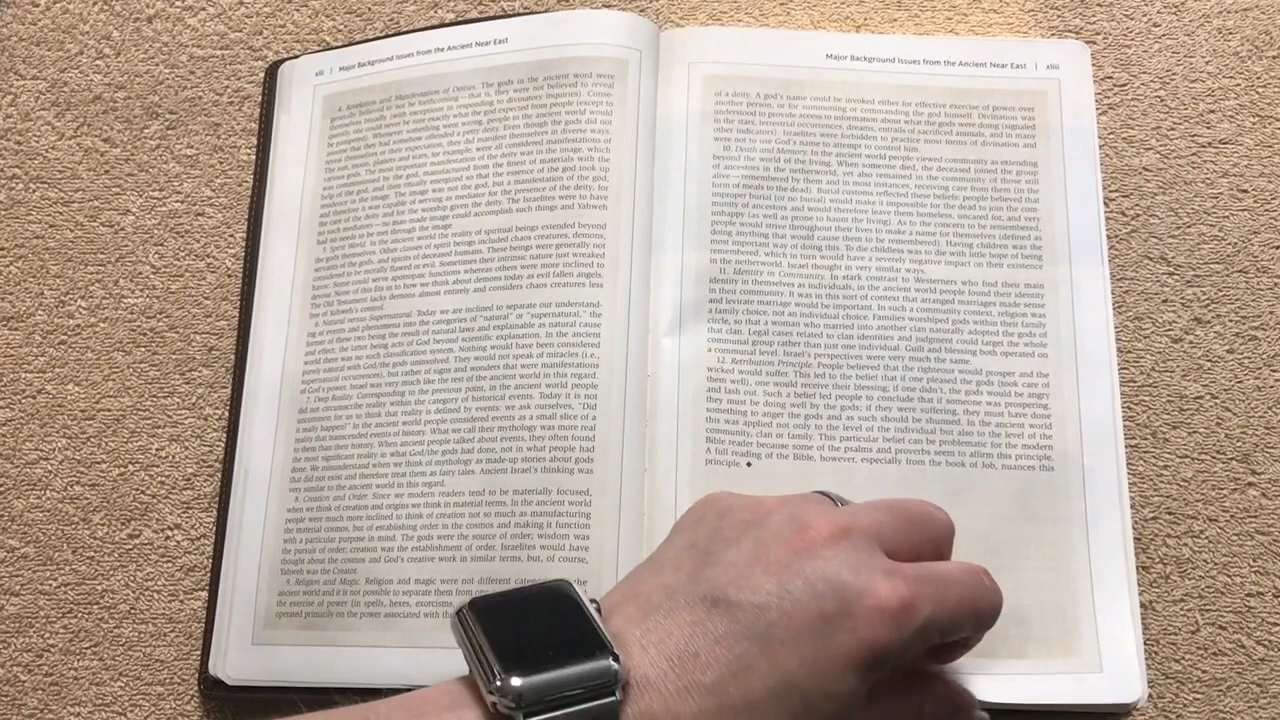 xlii | Major Background Issues from the Ancient Near East
4. Revelation and Manifestation of Deities. The gods in the ancient word were
generally believed to not be forthcoming—that is, they were not believed to reveal
themselves broadly (with exceptions in responding to divinatory inquiries). Conse-
quently, one could never be sure exactly what the god expected from people (except to
be pampered). Whenever something went wrong, people in the ancient world would
assume that they had somehow offended a petty deity. Even though the gods did not
reveal themselves or their expectation, they did manifest themselves in diverse ways.
The sun, moon, planets and stars, for example, were all considered manifestations of
various gods. The most important manifestation of the deity was in the image, which
was commissioned by the god, manufactured from the finest of materials with the
help of the god, and then ritually energized so that the essence of the god took up
residence in the image. The image was not the god, but a manifestation of the god,
and therefore it was capable of serving as mediator for the presence of the deity, for
the care of the deity and for the worship given the deity. The Israelites were to have
no such mediators—no man-made image could accomplish such things and Yahweh
had no needs to be met through the image.
5. Spirit World. In the ancient world the reality of spiritual beings extended beyond
the gods themselves. Other classes of spirit beings included chaos creatures, demons,
servants of the gods, and spirits of deceased humans. These beings were generally not
considered to be morally flawed or evil. Sometimes their intrinsic nature just wreaked
havoc. Some could serve apotropaic functions whereas others were more inclined to
devour. None of this fits in to how we think about demons today as evil fallen angels.
The Old Testament lacks demons almost entirely and considers chaos creatures less
free of Yahweh's control.
6. Natural versus Supernatural. Today we are inclined to separate our understand-
ing of events and phenomena into the categories of "natural" or "supernatural," the
former of these two being the result of natural laws and explainable as natural cause
and effect; the latter being acts of God beyond scientific explanation. In the ancient
world there was no such classification system. Nothing would have been considered
purely natural with God/the gods uninvolved. They would not speak of miracles (i.e.,
supernatural occurrences), but rather of signs and wonders that were manifestations
of God's power. Israel was very much like the rest of the ancient world in this regard.
7. Deep Reality. Corresponding to the previous point, in the ancient world people
did not circumscribe reality within the category of historical events. Today it is not
uncommon for us to think that reality is defined by events: we ask ourselves, "Did
it really happen?" In the ancient world people considered events as a small slice of a
reality that transcended events of history. What we call their mythology was more real
to them than their history. When ancient people talked about events, they often found
the most significant reality in what God/the gods had done, not in what people had
done. We misunderstand when we think of mythology as made-up stories about gods
that did not exist and therefore treat them as fairy tales. Ancient Israel's thinking was
very similar to the ancient world in this regard.
8. Creation and Order. Since we modern readers tend to be materially focused,
when we think of creation and origins we think in material terms. In the ancient world
people were much more inclined to think of creation not so much as manufacturing
the material cosmos, but of establishing order in the cosmos and making it function
with a particular purpose in mind. The gods were the source of order; wisdom was
the pursuit of order; creation was the establishment of order. Israelites would have
thought about the cosmos and God's creative work in similar terms, but, of course,
Yahweh was the Creator.
9. Religion and Magic. Religion and magic were not different the
ancient world and it is not possible to separate them from
the exercise of power (in spells, hexes, exorcisms,
operated primarily on the power associated with
Major Background Issues from the Ancient Near East | xliii
of a deity. A god's name could be invoked either for effective exercise of power over
another person, or for summoning or commanding the god himself. Divination was
understood to provide access to information about what the gods were doing (signaled
in the stars, terrestrial occurrences, dreams, entrails of sacrificed animals, and in many
other indicators). Israelites were forbidden to practice most forms of divination and
were not to use God's name to attempt to control him.
10. Death and Memory. In the ancient world people viewed community as extending
beyond the world of the living. When someone died, the deceased joined the group
of ancestors in the netherworld, yet also remained in the community of those still
alive—remembered by them and in most instances, receiving care from them (in the
form of meals to the dead). Burial customs reflected these beliefs: people believed that
improper burial (or no burial) would make it impossible for the dead to join the com-
munity of ancestors and would therefore leave them homeless, uncared for, and very
unhappy (as well as prone to haunt the living). As to the concern to be remembered,
people would strive throughout their lives to make a name for themselves (defined as
doing anything that would cause them to be remembered). Having children was the
most important way of doing this. To die childless was to die with little hope of being
remembered, which in turn would have a severely negative impact on their existence
in the netherworld. Israel thought in very similar ways.
11. Identity in Community. In stark contrast to Westerners who find their main
identity in themselves as individuals, in the ancient world people found their identity
in their community. It was in this sort of context that arranged marriages made sense
and levirate marriage would be important. In such a community context, religion was
a family choice, not an individual choice. Families worshiped gods within their family
circle, so that a woman who married into another clan naturally adopted the gods of
that clan. Legal cases related to clan identities and judgment could target the whole
communal group rather than just one individual. Guilt and blessing both operated on
a communal level. Israel's perspectives were very much the same.
12. Retribution Principle. People believed that the righteous would prosper and the
wicked would suffer. This led to the belief that if one pleased the gods (took care of
them well), one would receive their blessing; if one didn't, the gods would be angry
and lash out. Such a belief led people to conclude that if someone was prospering,
they must be doing well by the gods; if they were suffering, they must have done
something to anger the gods and as such should be shunned. In the ancient world
this was applied not only to the level of the individual but also to the level of the
community, clan or family. This particular belief can be problematic for the modern
Bible reader because some of the psalms and proverbs seem to affirm this principle.
A full reading of the Bible, however, especially from the book of Job, nuances this
principle. ◆